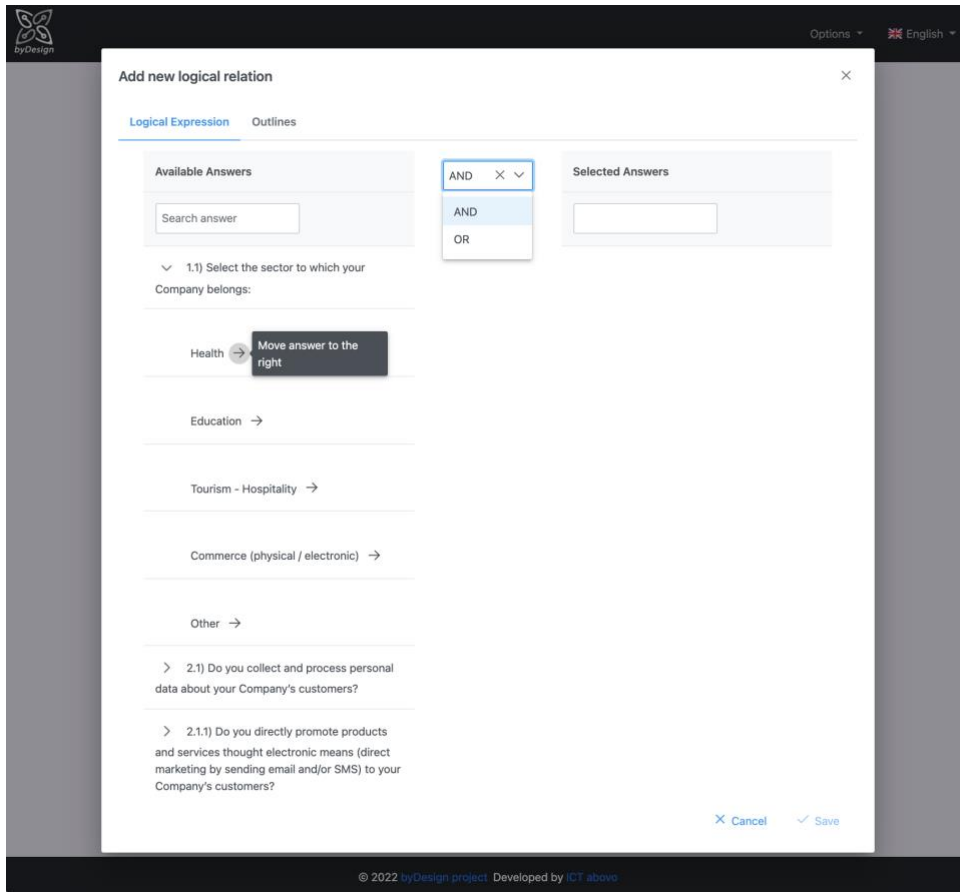 byDesign
Options
English
Add new logical relation
Logical Expression
Outlines
Available Answers
AND
Selected Answers
Search answer
AND
OR
1.1) Select the sector to which your
Company belongs:
Health
Move answer to the
right
Education
Tourism - Hospitality
Commerce (physical / electronic)
Other
2.1) Do you collect and process personal
data about your Company's customers?
2.1.1) Do you directly promote products
and services thought electronic means (direct
marketing by sending email and/or SMS) to your
Company's customers?
Cancel
Save
© 2022 byDesign project Developed by ICT abovo